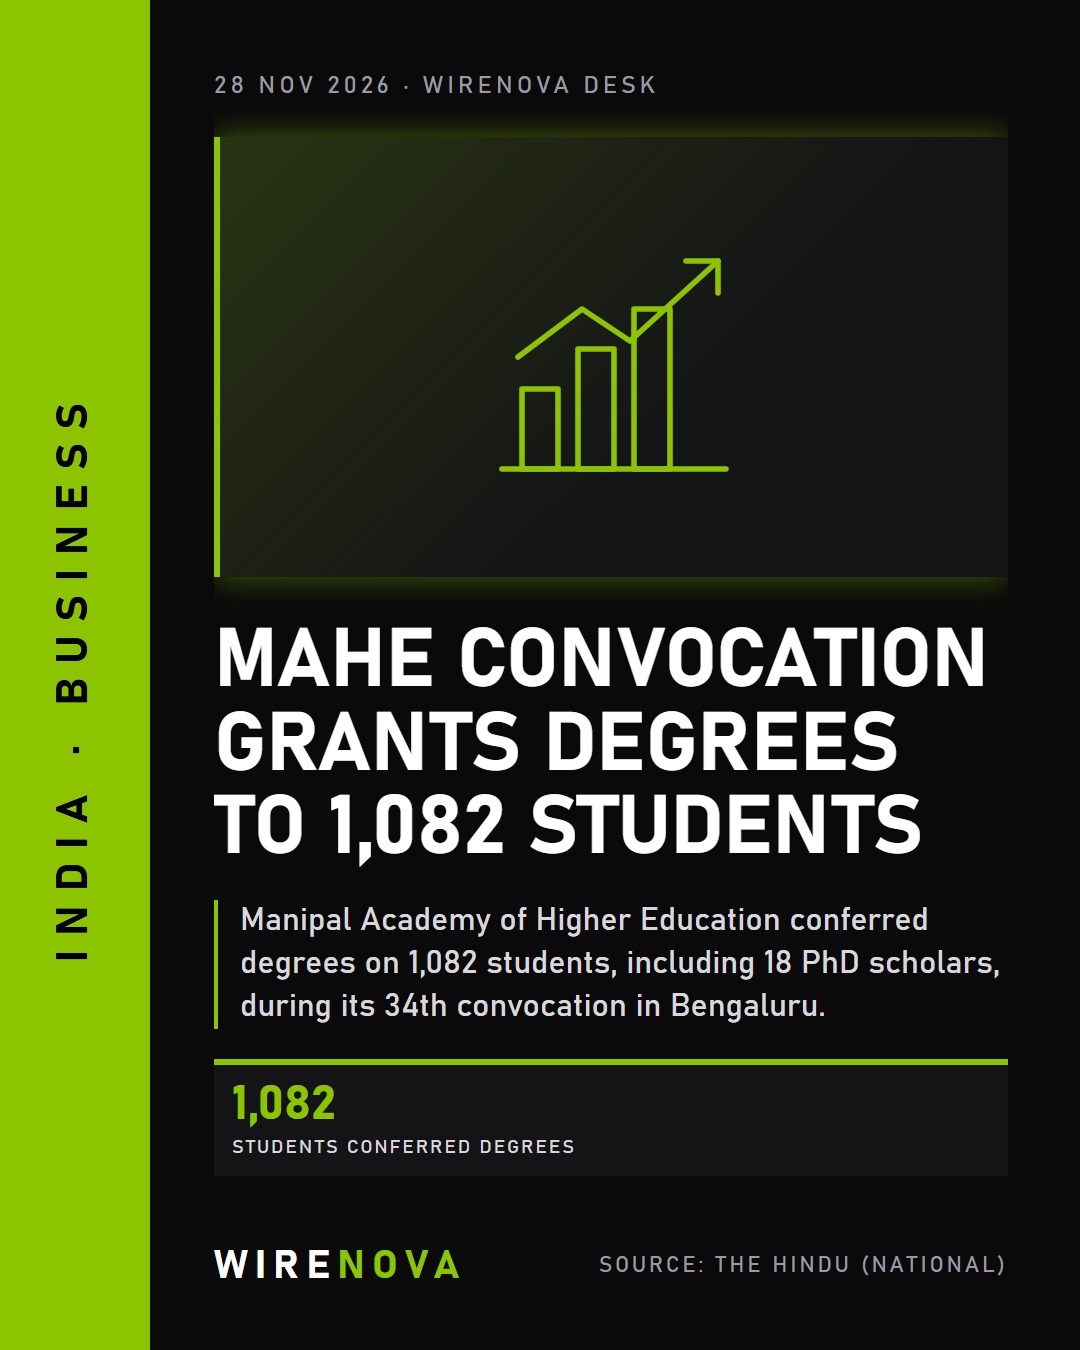 28 NOV 2026 · WIRENOVA DESK
INDIA · BUSINESS
MAHE CONVOCATION
GRANTS DEGREES
TO 1,082 STUDENTS
Manipal Academy of Higher Education conferred
degrees on 1,082 students, including 18 PhD scholars,
during its 34th convocation in Bengaluru.
1,082
STUDENTS CONFERRED DEGREES
WIRENOVA
SOURCE: THE HINDU (NATIONAL)